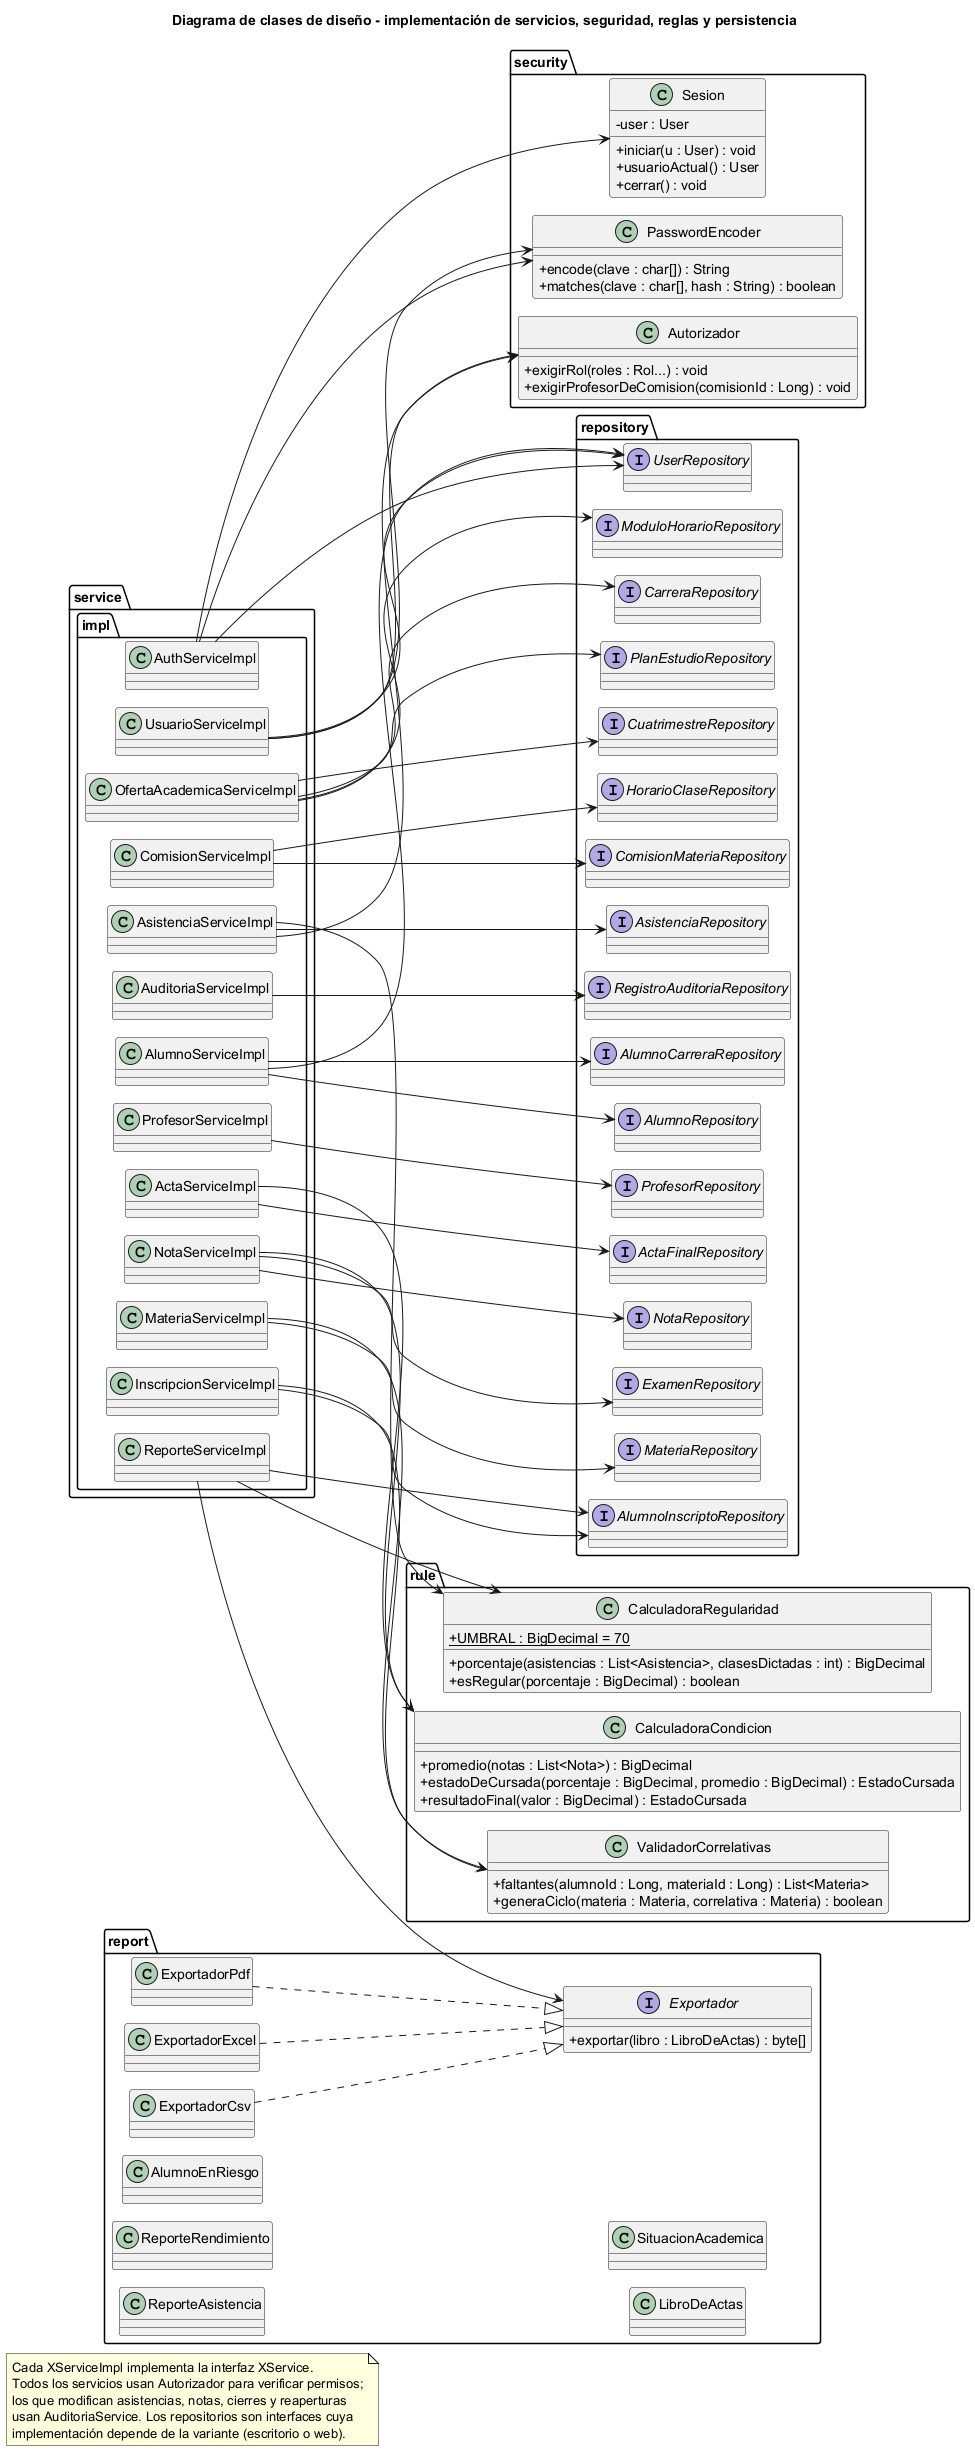 Diagrama de clases de diseño - implementación de servicios, seguridad, reglas y persistencia
security
C Sesion
-user : User
+iniciar(u : User) : void
+usuarioActual() : User
+cerrar() : void
C PasswordEncoder
+encode(clave : char[]) : String
+matches(clave : char[], hash : String) : boolean
C Autorizador
+exigirRol(roles : Rol...) : void
+exigirProfesorDeComision(comisionId : Long) : void
repository
I UserRepository
I ModuloHorarioRepository
I CarreraRepository
I PlanEstudioRepository
I CuatrimestreRepository
I HorarioClaseRepository
I ComisionMateriaRepository
I AsistenciaRepository
I RegistroAuditoriaRepository
I AlumnoCarreraRepository
I AlumnoRepository
I ProfesorRepository
I ActaFinalRepository
I NotaRepository
I ExamenRepository
I MateriaRepository
I AlumnoInscriptoRepository
service
impl
C AuthServiceImpl
C UsuarioServiceImpl
C OfertaAcademicaServiceImpl
C ComisionServiceImpl
C AsistenciaServiceImpl
C AuditoriaServiceImpl
C AlumnoServiceImpl
C ProfesorServiceImpl
C ActaServiceImpl
C NotaServiceImpl
C MateriaServiceImpl
C InscripcionServiceImpl
C ReporteServiceImpl
rule
C CalculadoraRegularidad
+UMBRAL : BigDecimal = 70
+porcentaje(asistencias : List<Asistencia>, clasesDictadas : int) : BigDecimal
+esRegular(porcentaje : BigDecimal) : boolean
C CalculadoraCondicion
+promedio(notas : List<Nota>) : BigDecimal
+estadoDeCursada(porcentaje : BigDecimal, promedio : BigDecimal) : EstadoCursada
+resultadoFinal(valor : BigDecimal) : EstadoCursada
C ValidadorCorrelativas
+faltantes(alumnoId : Long, materiaId : Long) : List<Materia>
+generaCiclo(materia : Materia, correlativa : Materia) : boolean
report
C ExportadorPdf
I Exportador
+exportar(libro : LibroDeActas) : byte[]
C ExportadorExcel
C ExportadorCsv
C AlumnoEnRiesgo
C ReporteRendimiento
C SituacionAcademica
C ReporteAsistencia
C LibroDeActas
Cada XServiceImpl implementa la interfaz XService.
Todos los servicios usan Autorizador para verificar permisos;
los que modifican asistencias, notas, cierres y reaperturas
usan AuditoriaService. Los repositorios son interfaces cuya
implementación depende de la variante (escritorio o web).